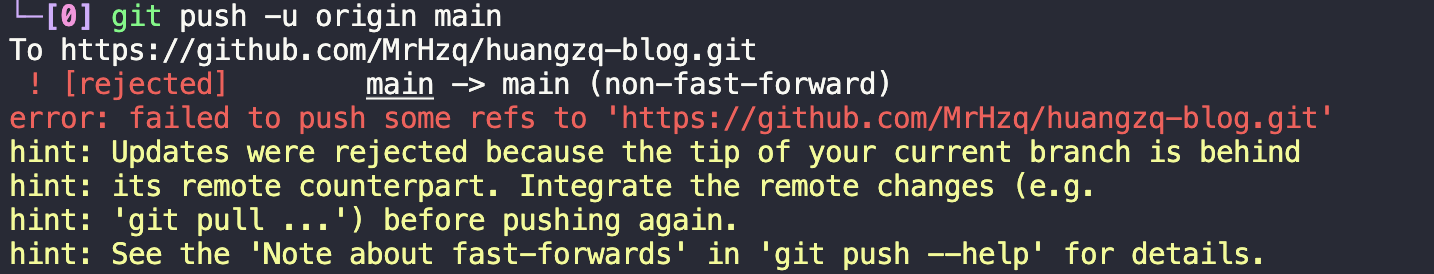 └─[0] git push -u origin main
To https://github.com/MrHzq/huangzq-blog.git
 ! [rejected]        main -> main (non-fast-forward)
error: failed to push some refs to 'https://github.com/MrHzq/huangzq-blog.git'
hint: Updates were rejected because the tip of your current branch is behind
hint: its remote counterpart. Integrate the remote changes (e.g.
hint: 'git pull ...') before pushing again.
hint: See the 'Note about fast-forwards' in 'git push --help' for details.